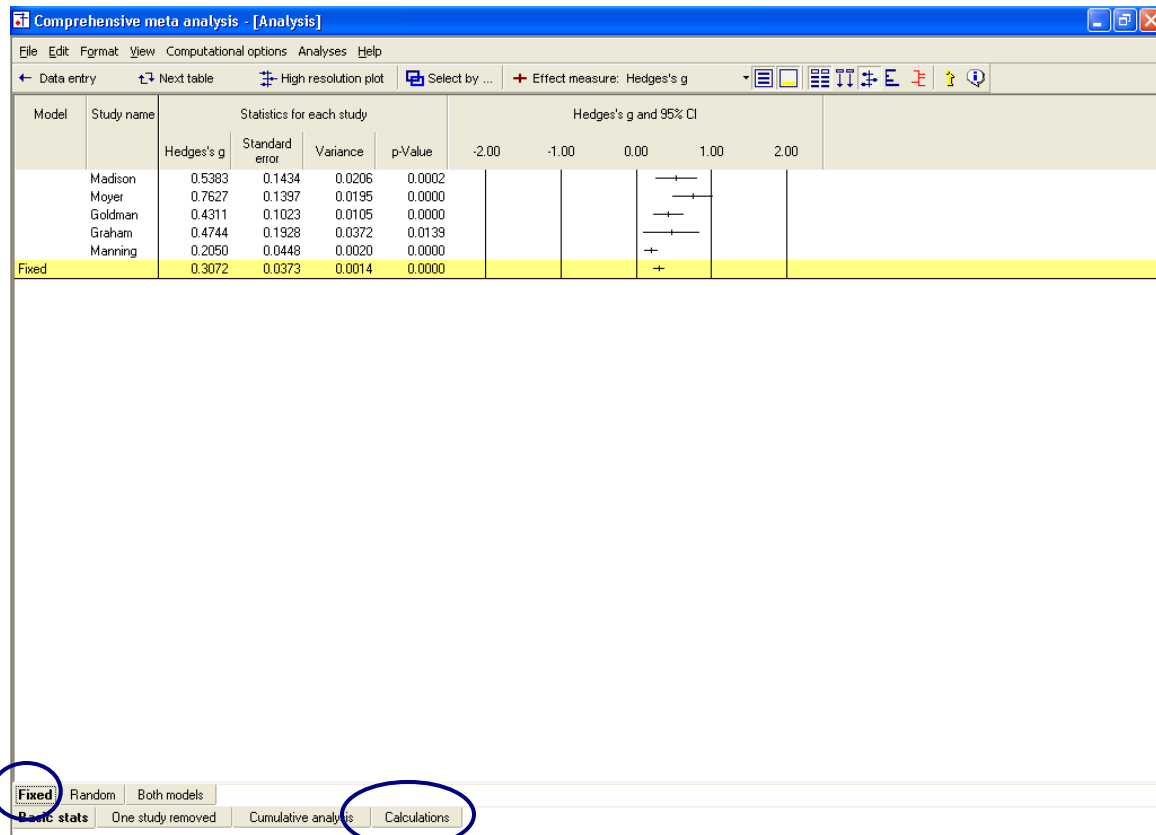 Comprehensive meta analysis - [Analysis]
File Edit Format View Computational options Analyses Help
Data entry Next table High resolution plot Select by ... Effect measure: Hedges's g
Model Study name Statistics for each study Hedges's g and 95% CI
Hedges's g Standard error Variance p-Value -2.00 -1.00 0.00 1.00 2.00
Madison 0.5383 0.1434 0.0206 0.0002
Moyer 0.7627 0.1397 0.0195 0.0000
Goldman 0.4311 0.1023 0.0105 0.0000
Graham 0.4744 0.1928 0.0372 0.0139
Manning 0.2050 0.0448 0.0020 0.0000
Fixed 0.3072 0.0373 0.0014 0.0000
Fixed Random Both models
Basic stats One study removed Cumulative analysis Calculations